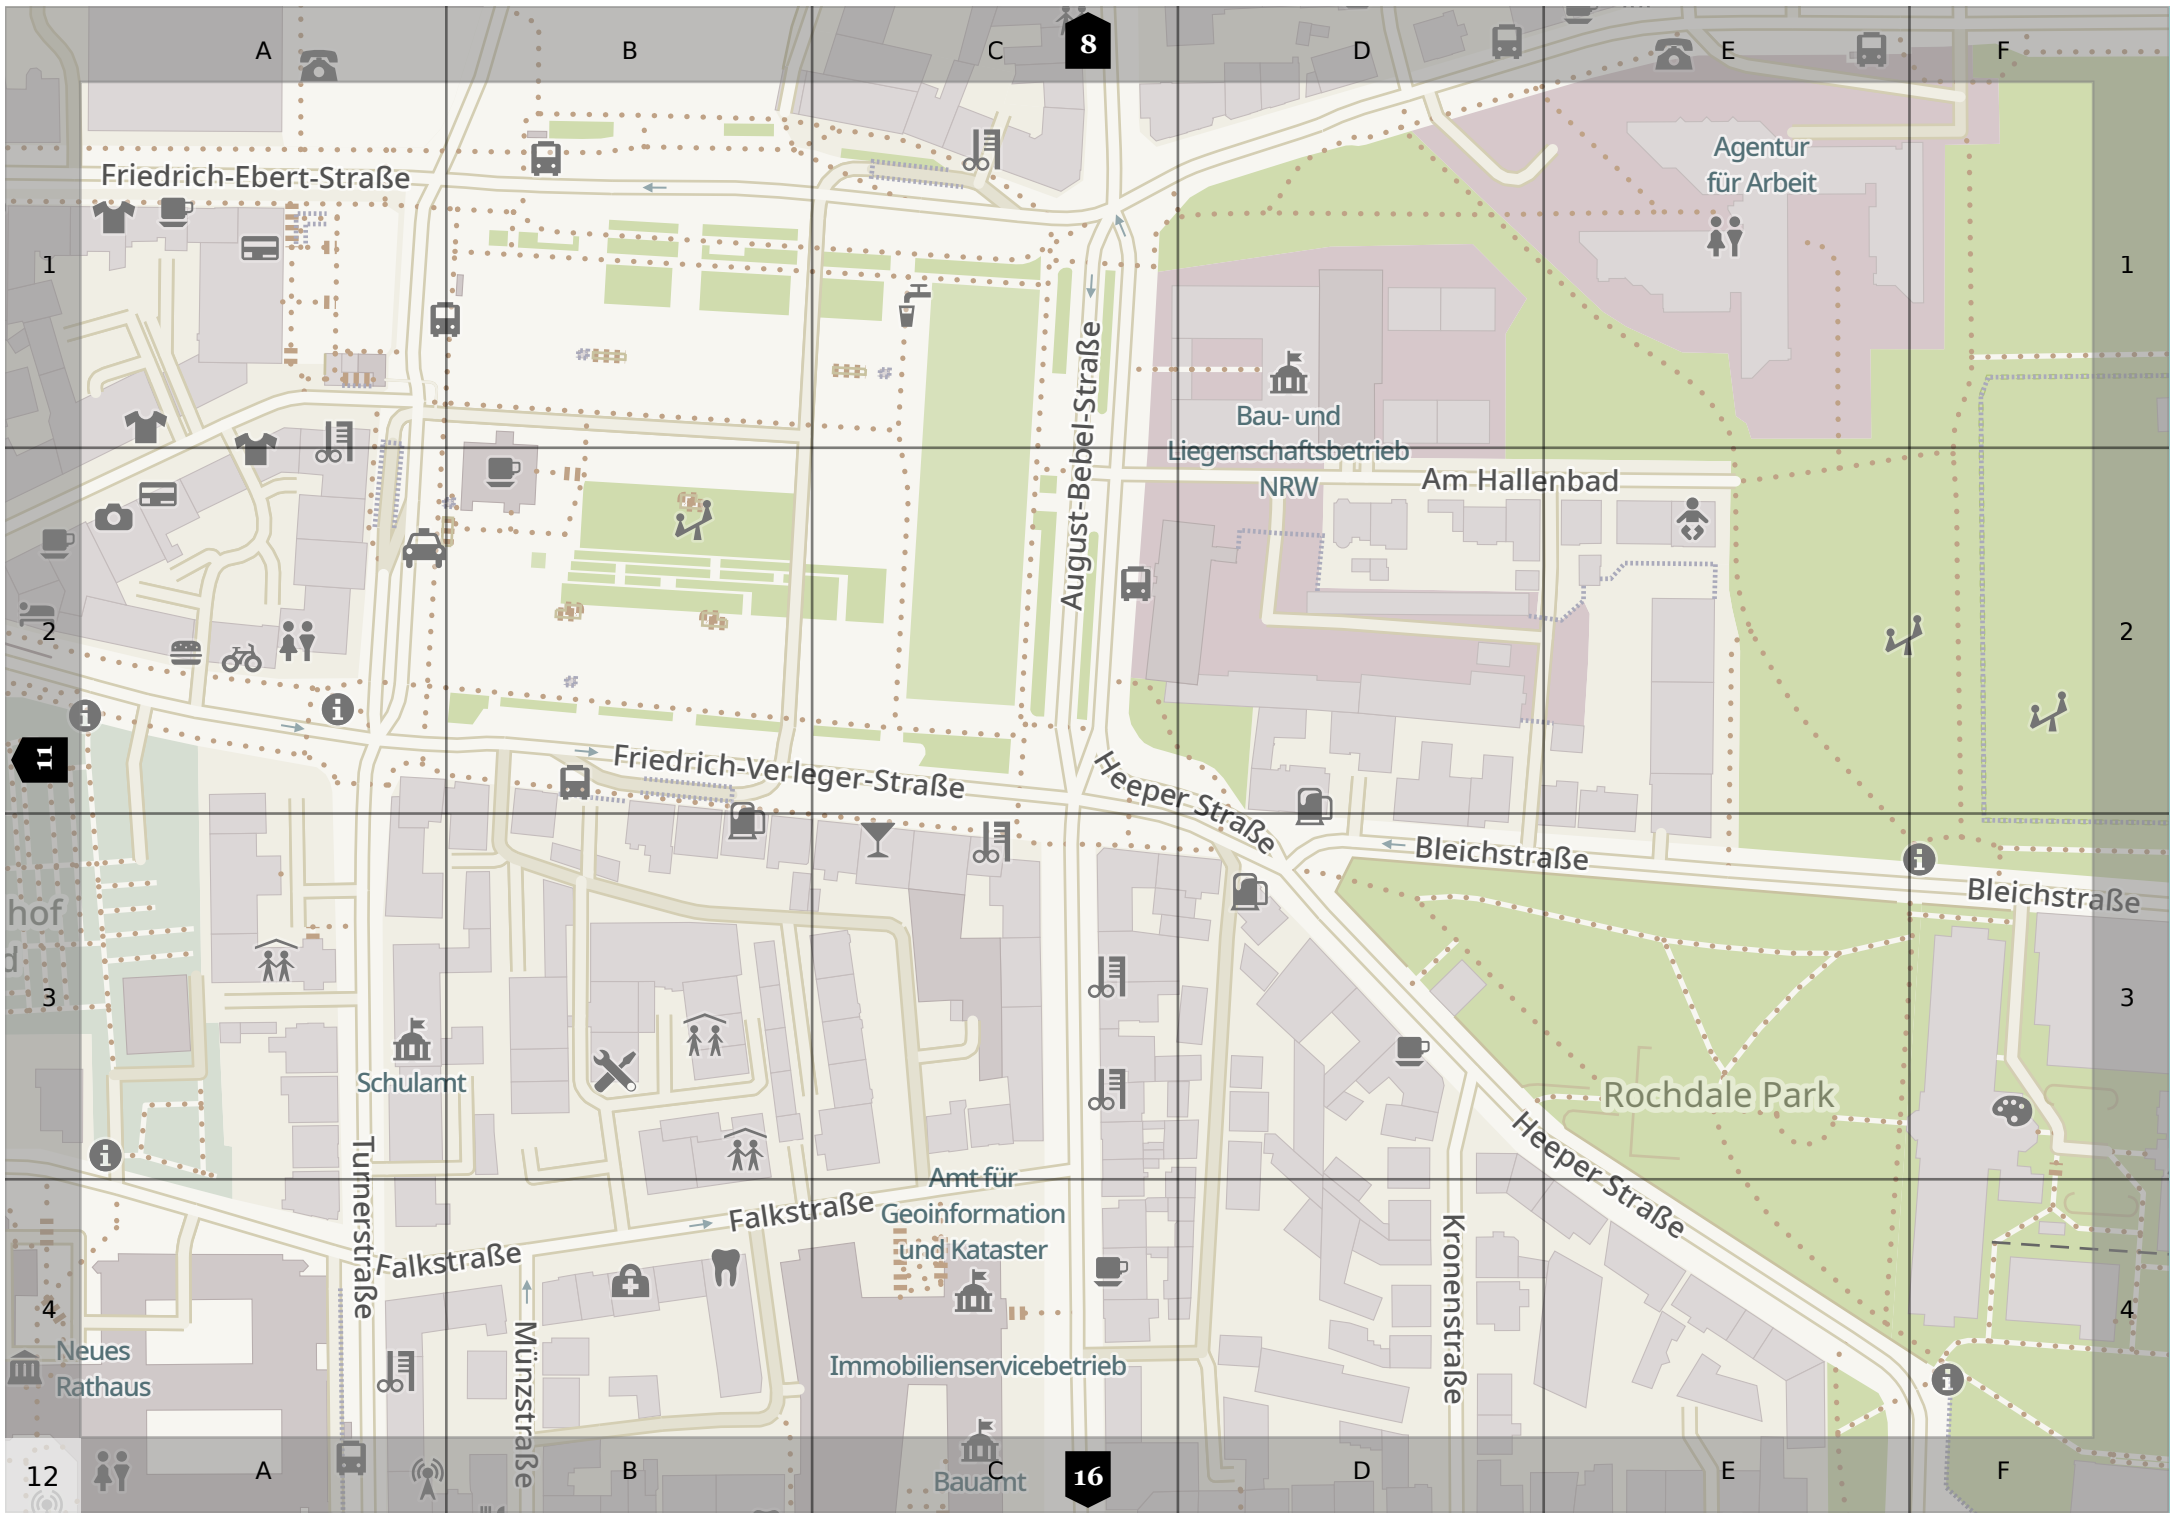 A
B
C
8
D
E
F
Friedrich-Ebert-Straße
Agentur
für Arbeit
1
1
August-Bebel-Straße
Bau- und
Liegenschaftsbetrieb
NRW
Am Hallenbad
2
2
11
Friedrich-Verleger-Straße
Heeper Straße
Bleichstraße
Bleichstraße
hof
d
3
3
Schulamt
Rochdale Park
Heeper Straße
Turnerstraße
Amt für
Geoinformation
und Kataster
Falkstraße
Falkstraße
Kronenstraße
4
4
Münzstraße
Neues
Rathaus
Immobilienservicebetrieb
Bauamt
12
A
B
C
16
D
E
F